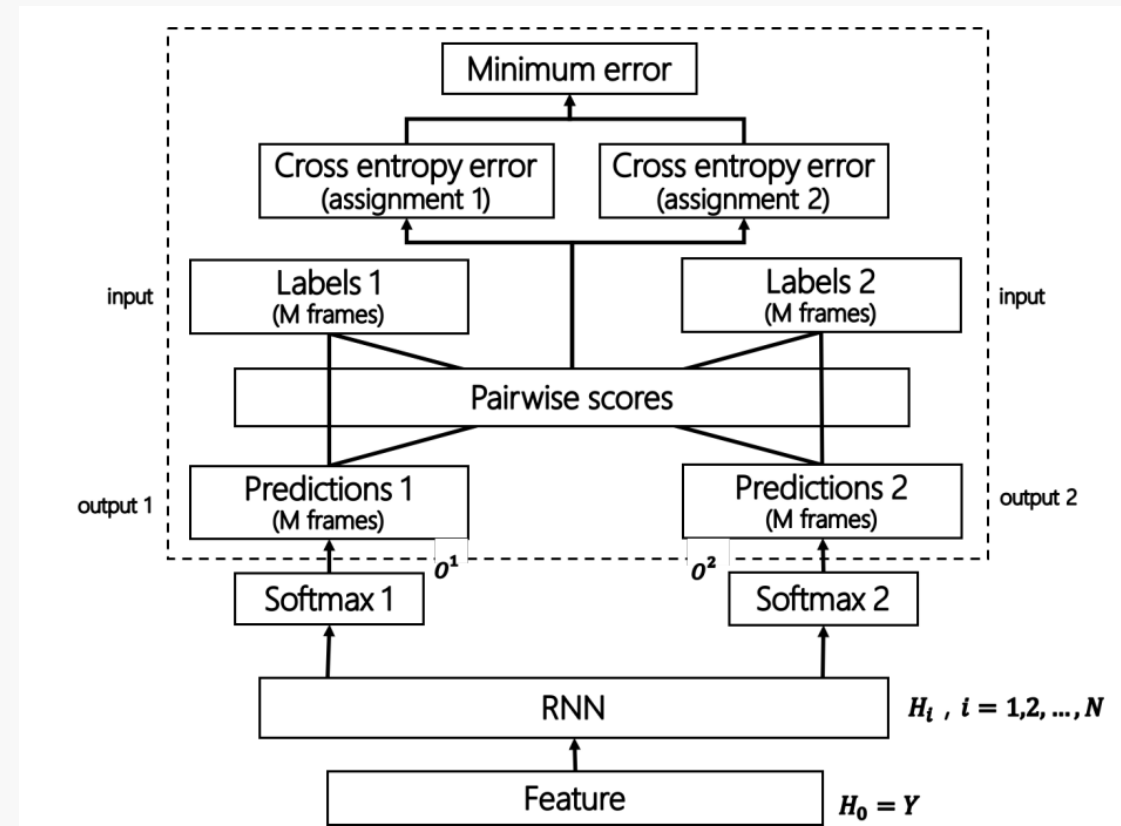 Minimum error
Cross entropy error
(assignment 1)
Cross entropy error
(assignment 2)
input
Labels 1
(M frames)
Labels 2
(M frames)
input
Pairwise scores
output 1
Predictions 1
(M frames)
Predictions 2
(M frames)
output 2
O¹
O²
Softmax 1
Softmax 2
RNN
Hᵢ , i = 1,2, ..., N
Feature
H₀ = Y